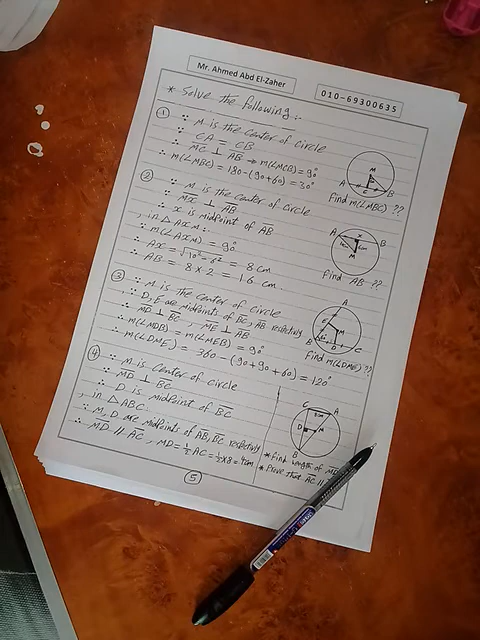 Mr. Ahmed Abd El-Zaher
010-69300635
* Solve the following:-
① ∵ M is the center of circle
∵ CA = CB
∴ MC ⊥ AB → m(∠MCB) = 90°
∴ m(∠MBC) = 180 - (90+60) = 30°
M
A
C
B
Find m(∠MBC) ??
② ∵ M is the center of circle
∵ MX ⊥ AB
∴ X is midpoint of AB
, in △ AXM:
∵ m(∠AXM) = 90°
∴ AX = √10² - 6² = 8 cm
∴ AB = 8 × 2 = 16 cm.
A
X
B
M
Find AB ??
③ ∵ M is the center of circle
∵ D, E are midpoints of BC, AB respectivly
∴ MD ⊥ BC, ME ⊥ AB
∴ m(∠MDB) = m(∠MEB) = 90°
∴ m(∠DME) = 360 - (90+90+60) = 120°
A
E
M
B
D
C
Find m(∠DME) ??
④ ∵ M is center of circle
∵ MD ⊥ BC
∴ D is midpoint of BC
, in △ ABC:
∵ M, D are midpoints of AB, BC respectivly
∴ MD // AC, MD = ½ AC = ½ × 8 = 4 cm
C
A
D
M
B
* Find length of
* Prove that AC //
⑤